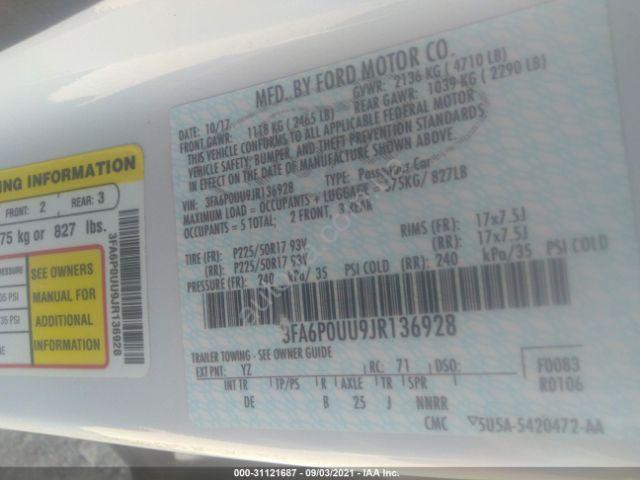 MFD. BY FORD MOTOR CO.
DATE: 10/17
GVWR: 2136 KG ( 4710 LB)
FRONT GAWR: 1118 KG ( 2465 LB)
REAR GAWR: 1039 KG ( 2290 LB)
THIS VEHICLE CONFORMS TO ALL APPLICABLE FEDERAL MOTOR
VEHICLE SAFETY, BUMPER, AND THEFT PREVENTION STANDARDS
IN EFFECT ON THE DATE OF MANUFACTURE SHOWN ABOVE.
VIN: 3FA6P0UU9JR136928
TYPE: Passenger Car
MAXIMUM LOAD = OCCUPANTS + LUGGAGE = 375KG/ 827LB
OCCUPANTS = 5 TOTAL: 2 FRONT, 3 REAR
TIRE (FR): P225/50R17 93V
RIMS (FR): 17x7.5J
(RR): P225/50R17 93V
(RR): 17x7.5J
PRESSURE (FR): 240 kPa/ 35 PSI COLD (RR): 240 kPa/35 PSI COLD
3FA6P0UU9JR136928
TRAILER TOWING - SEE OWNER GUIDE
EXT PNT: YZ RC: 71 DSO:
F0083
R0106
INT TR TP/PS R AXLE TR SPR
DE B 25 J NNRR
CMC 5U5A-5420472-AA
ING INFORMATION
FRONT: 2 REAR: 3
75 kg or 827 lbs.
PRESSURE
35 PSI
SEE OWNERS
MANUAL FOR
ADDITIONAL
INFORMATION
3FA6P0UU9JR136928
000-31121687 - 09/03/2021 - IAA Inc.